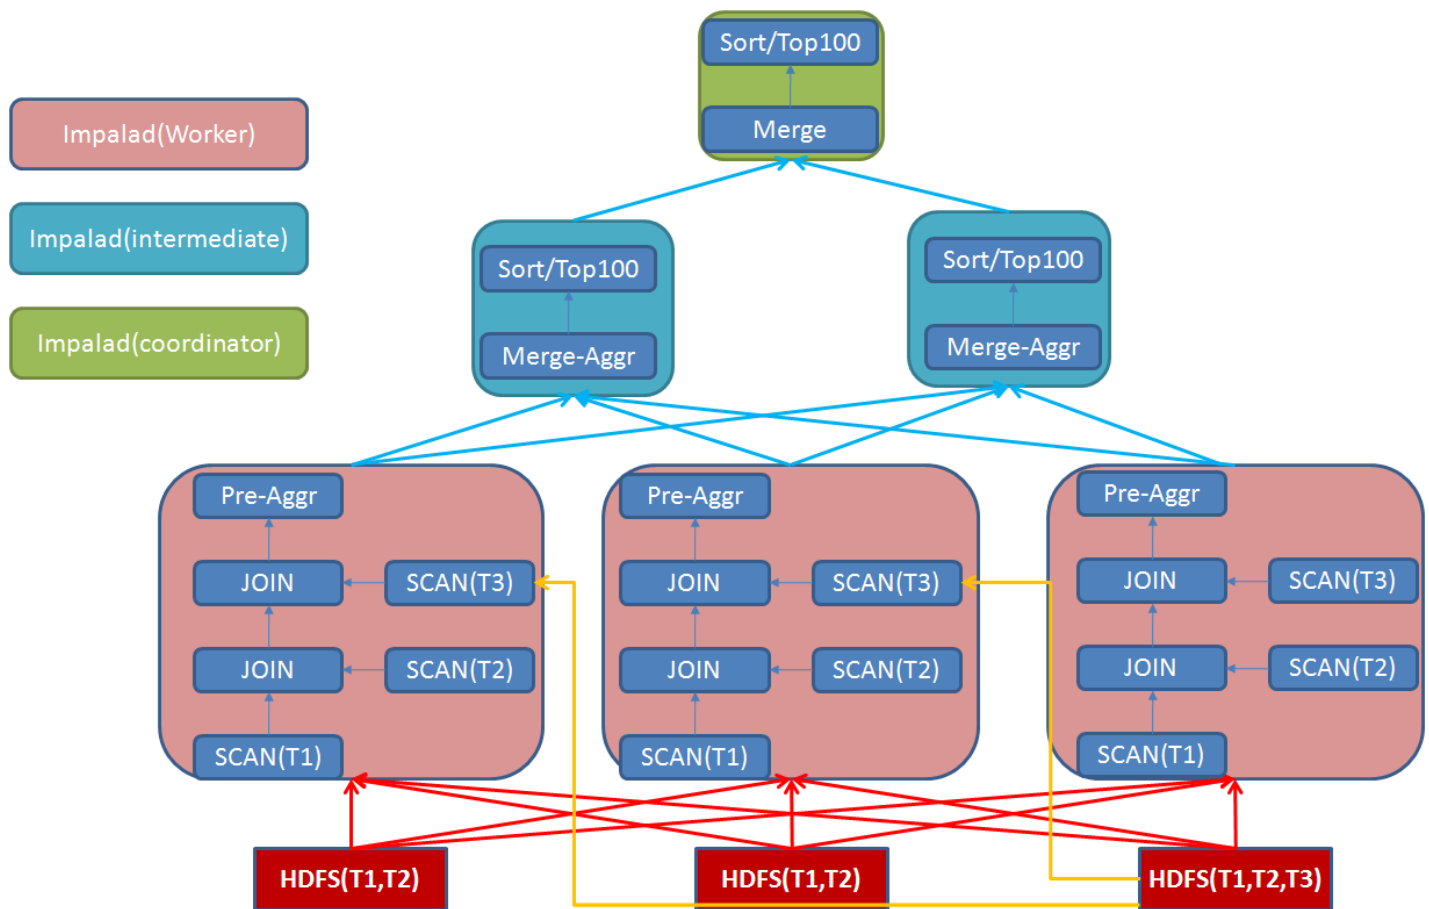 Sort/Top100
Merge
Impalad(Worker)
Impalad(intermediate)
Impalad(coordinator)
Sort/Top100
Merge-Aggr
Sort/Top100
Merge-Aggr
Pre-Aggr
JOIN
SCAN(T3)
JOIN
SCAN(T2)
SCAN(T1)
Pre-Aggr
JOIN
SCAN(T3)
JOIN
SCAN(T2)
SCAN(T1)
Pre-Aggr
JOIN
SCAN(T3)
JOIN
SCAN(T2)
SCAN(T1)
HDFS(T1,T2)
HDFS(T1,T2)
HDFS(T1,T2,T3)